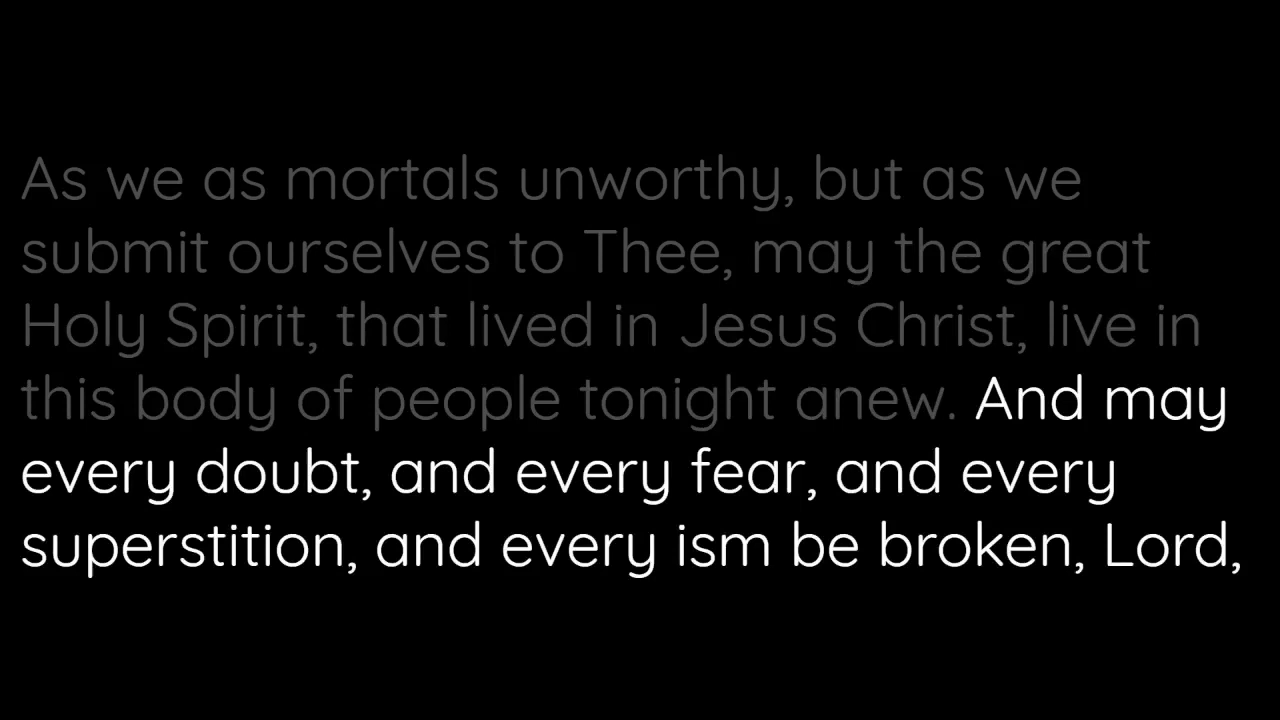 As we as mortals unworthy, but as we
submit ourselves to Thee, may the great
Holy Spirit, that lived in Jesus Christ, live in
this body of people tonight anew. And may
every doubt, and every fear, and every
superstition, and every ism be broken, Lord,